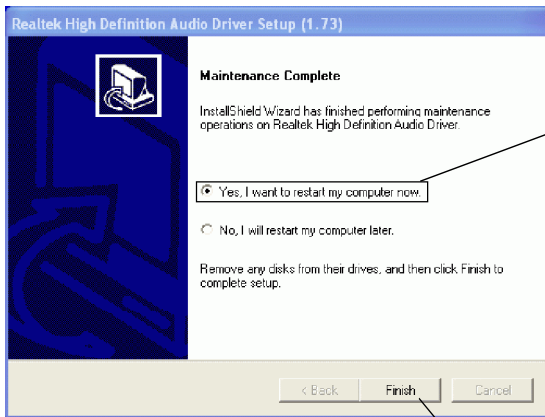 Realtek High Definition Audio Driver Setup (1.73)
Maintenance Complete
InstallShield Wizard has finished performing maintenance
operations on Realtek High Definition Audio Driver.
Yes, I want to restart my computer now.
No, I will restart my computer later.
Remove any disks from their drives, and then click Finish to
complete setup.
< Back
Finish
Cancel